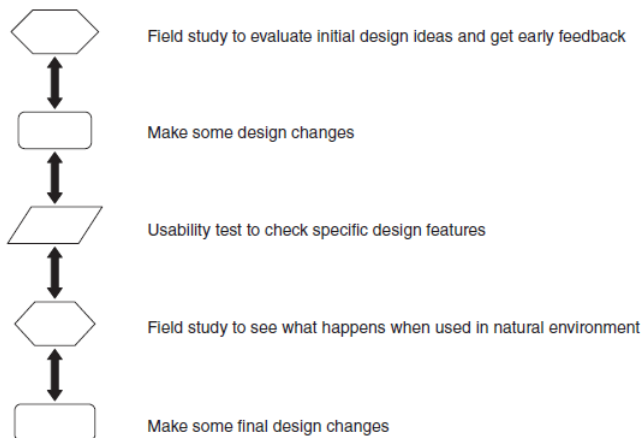 Field study to evaluate initial design ideas and get early feedback
Make some design changes
Usability test to check specific design features
Field study to see what happens when used in natural environment
Make some final design changes